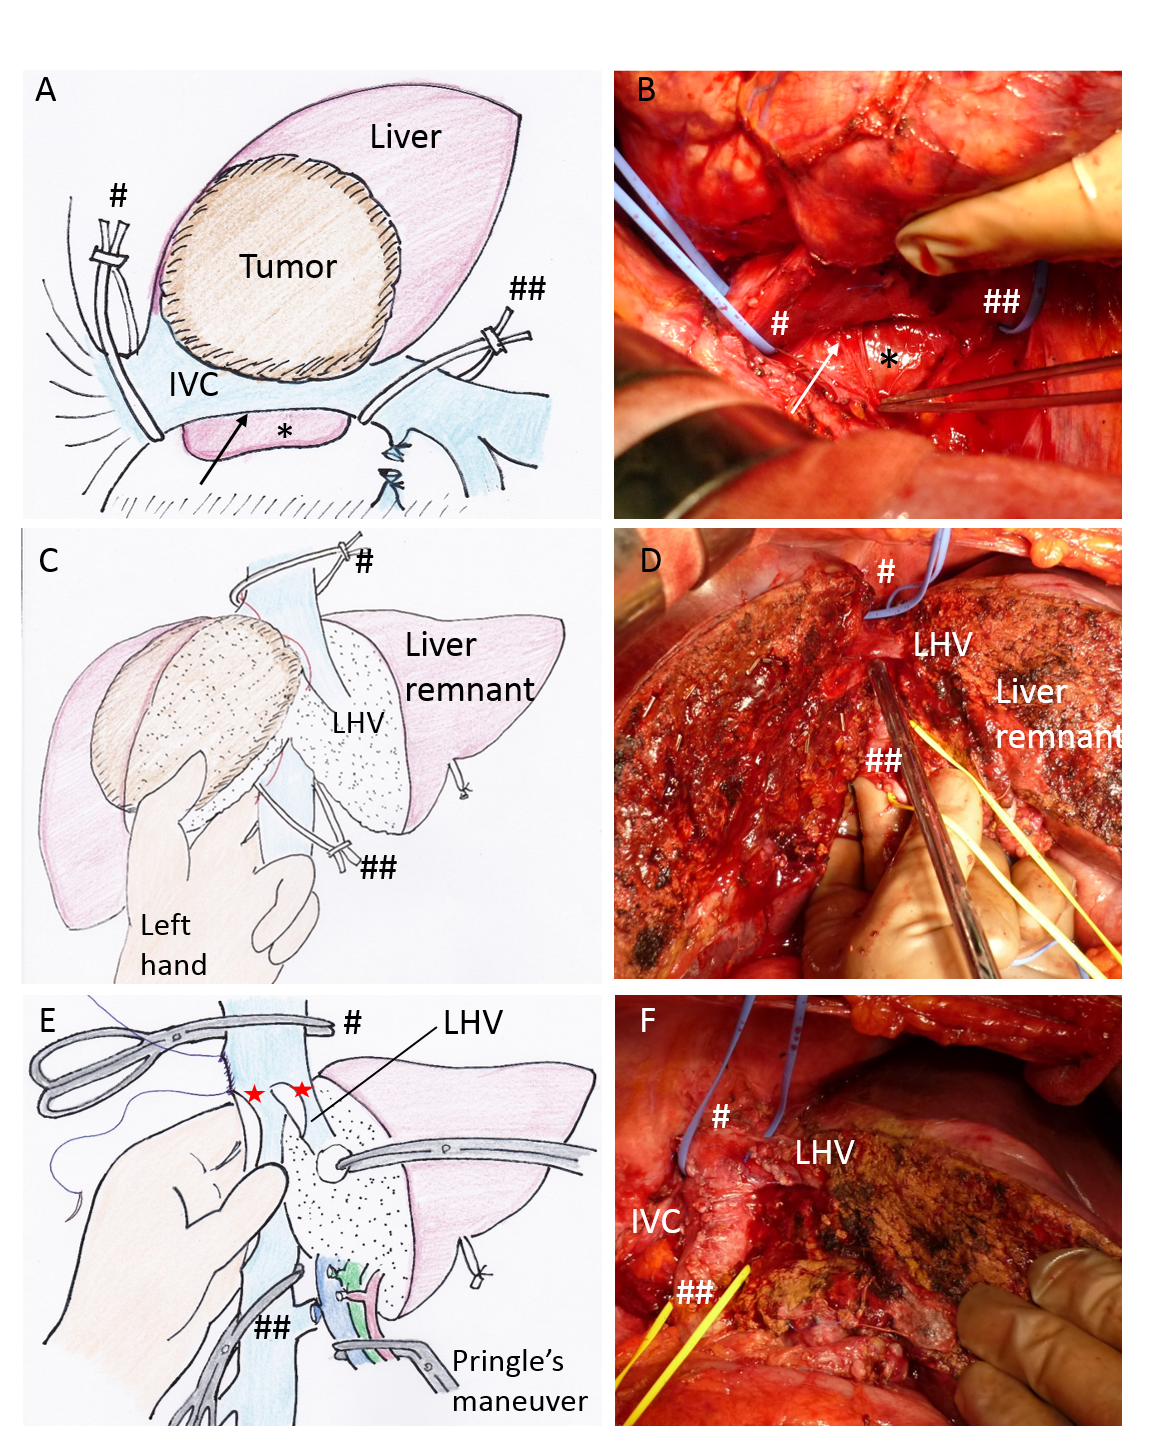 A
Liver
#
Tumor
##
IVC
*
B
#
##
*
C
#
Liver
remnant
LHV
##
Left
hand
D
#
LHV
Liver
remnant
##
E
#
LHV
##
Pringle's
maneuver
F
#
LHV
IVC
##